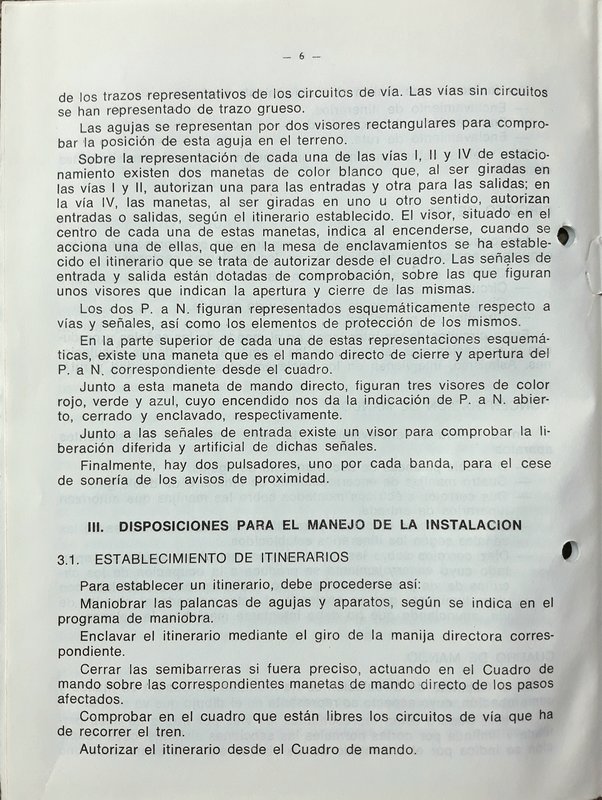 — 6 —
de los trazos representativos de los circuitos de vía. Las vías sin circuitos
se han representado de trazo grueso.
Las agujas se representan por dos visores rectangulares para compro-
bar la posición de esta aguja en el terreno.
Sobre la representación de cada una de las vías I, II y IV de estacio-
namiento existen dos manetas de color blanco que, al ser giradas en
las vías I y II, autorizan una para las entradas y otra para las salidas; en
la vía IV, las manetas, al ser giradas en uno u otro sentido, autorizan
entradas o salidas, según el itinerario establecido. El visor, situado en el
centro de cada una de estas manetas, indica al encenderse, cuando se
acciona una de ellas, que en la mesa de enclavamientos se ha estable-
cido el itinerario que se trata de autorizar desde el cuadro. Las señales de
entrada y salida están dotadas de comprobación, sobre las que figuran
unos visores que indican la apertura y cierre de las mismas.
Los dos P. a N. figuran representados esquemáticamente respecto a
vías y señales, así como los elementos de protección de los mismos.
En la parte superior de cada una de estas representaciones esquemá-
ticas, existe una maneta que es el mando directo de cierre y apertura del
P. a N. correspondiente desde el cuadro.
Junto a esta maneta de mando directo, figuran tres visores de color
rojo, verde y azul, cuyo encendido nos da la indicación de P. a N. abier-
to, cerrado y enclavado, respectivamente.
Junto a las señales de entrada existe un visor para comprobar la li-
beración diferida y artificial de dichas señales.
Finalmente, hay dos pulsadores, uno por cada banda, para el cese
de sonería de los avisos de proximidad.
III. DISPOSICIONES PARA EL MANEJO DE LA INSTALACION
3.1. ESTABLECIMIENTO DE ITINERARIOS
Para establecer un itinerario, debe procederse así:
Maniobrar las palancas de agujas y aparatos, según se indica en el
programa de maniobra.
Enclavar el itinerario mediante el giro de la manija directora corres-
pondiente.
Cerrar las semibarreras si fuera preciso, actuando en el Cuadro de
mando sobre las correspondientes manetas de mando directo de los pasos
afectados.
Comprobar en el cuadro que están libres los circuitos de vía que ha
de recorrer el tren.
Autorizar el itinerario desde el Cuadro de mando.